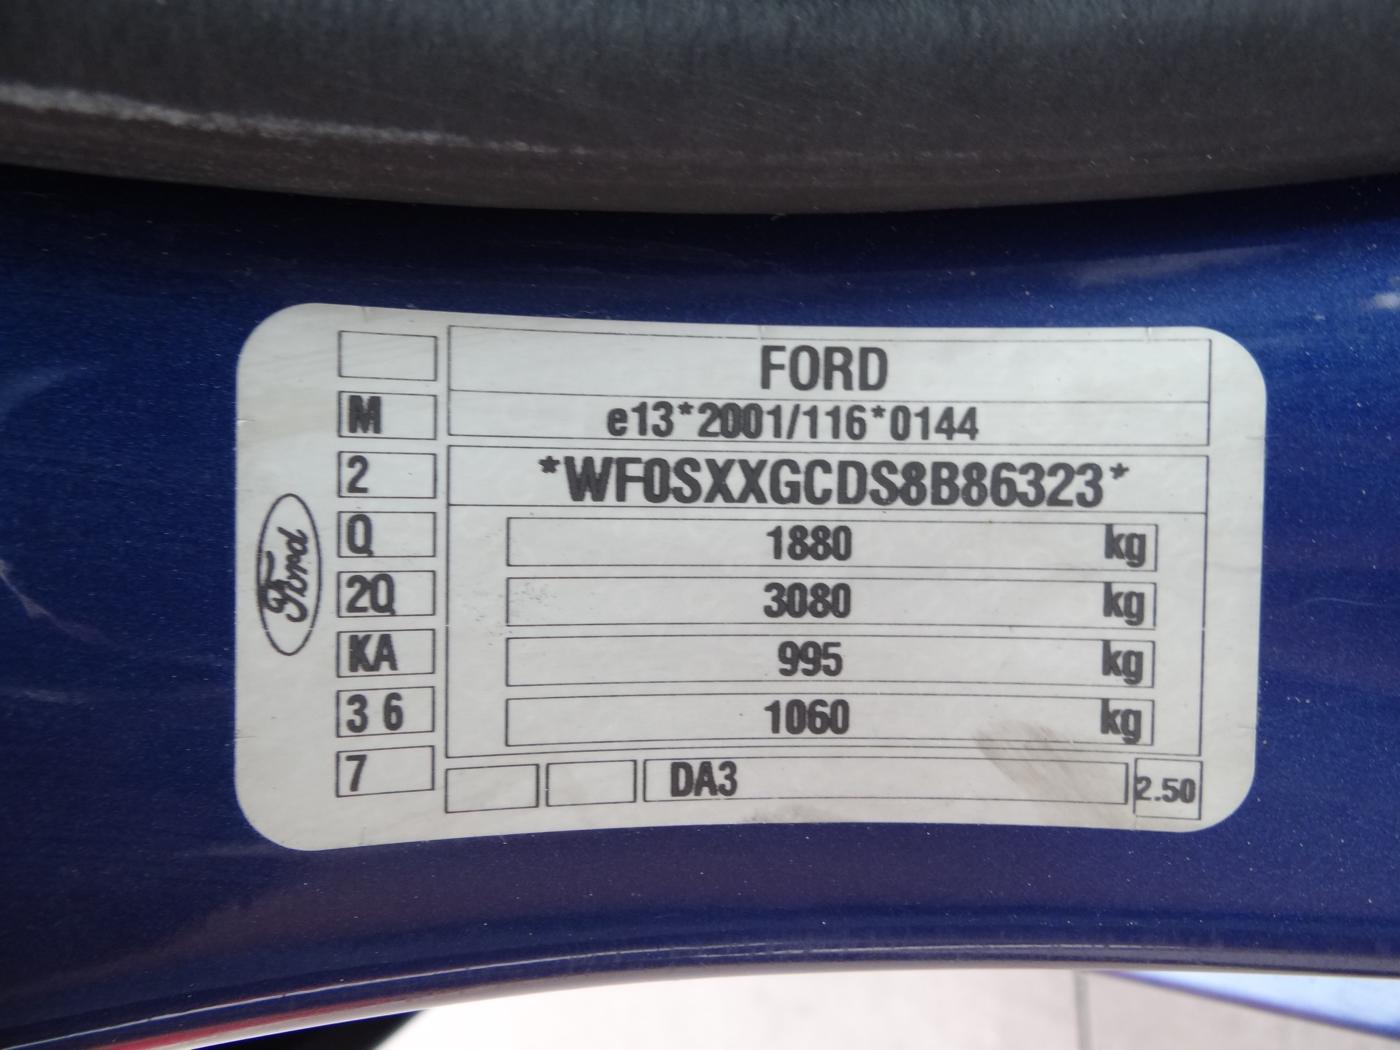 FORD
M
e13*2001/116*0144
2
*WF0SXXGCDS8B86323*
Q
1880 kg
2Q
3080 kg
KA
995 kg
3 6
1060 kg
7
DA3
2.50
Ford